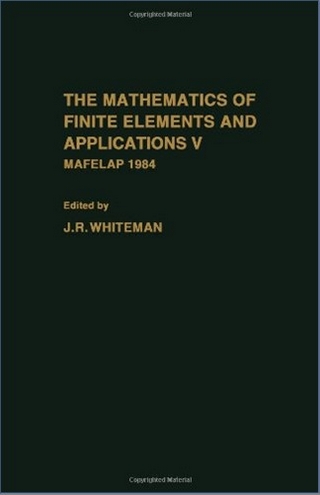 Copyrighted Material
THE MATHEMATICS OF
FINITE ELEMENTS AND
APPLICATIONS V
MAFELAP 1984
Edited by
J.R. WHITEMAN
Copyrighted Material